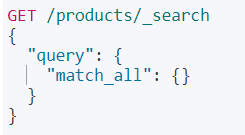 GET /products/_search
{
  "query": {
    "match_all": {}
  }
}